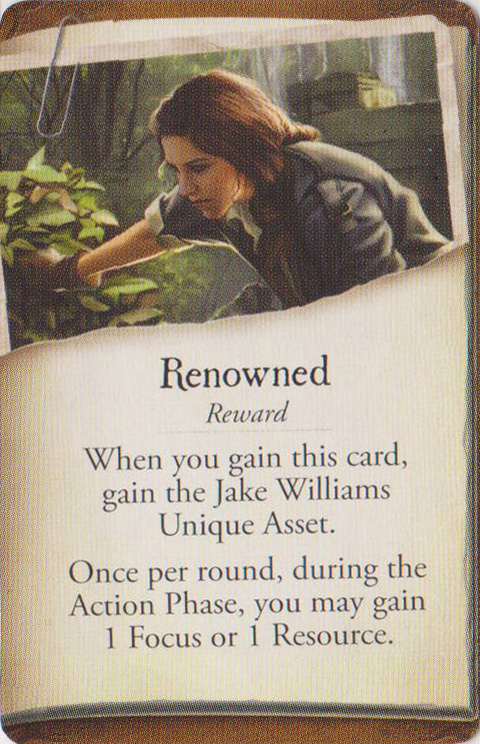 Renowned
Reward
When you gain this card,
gain the Jake Williams
Unique Asset.
Once per round, during the
Action Phase, you may gain
1 Focus or 1 Resource.